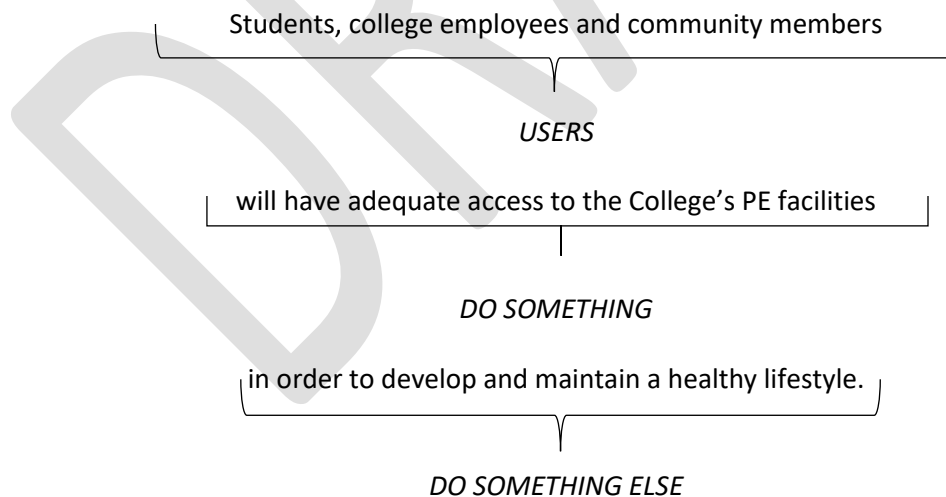 Students, college employees and community members
USERS
will have adequate access to the College’s PE facilities
DO SOMETHING
in order to develop and maintain a healthy lifestyle.
DO SOMETHING ELSE